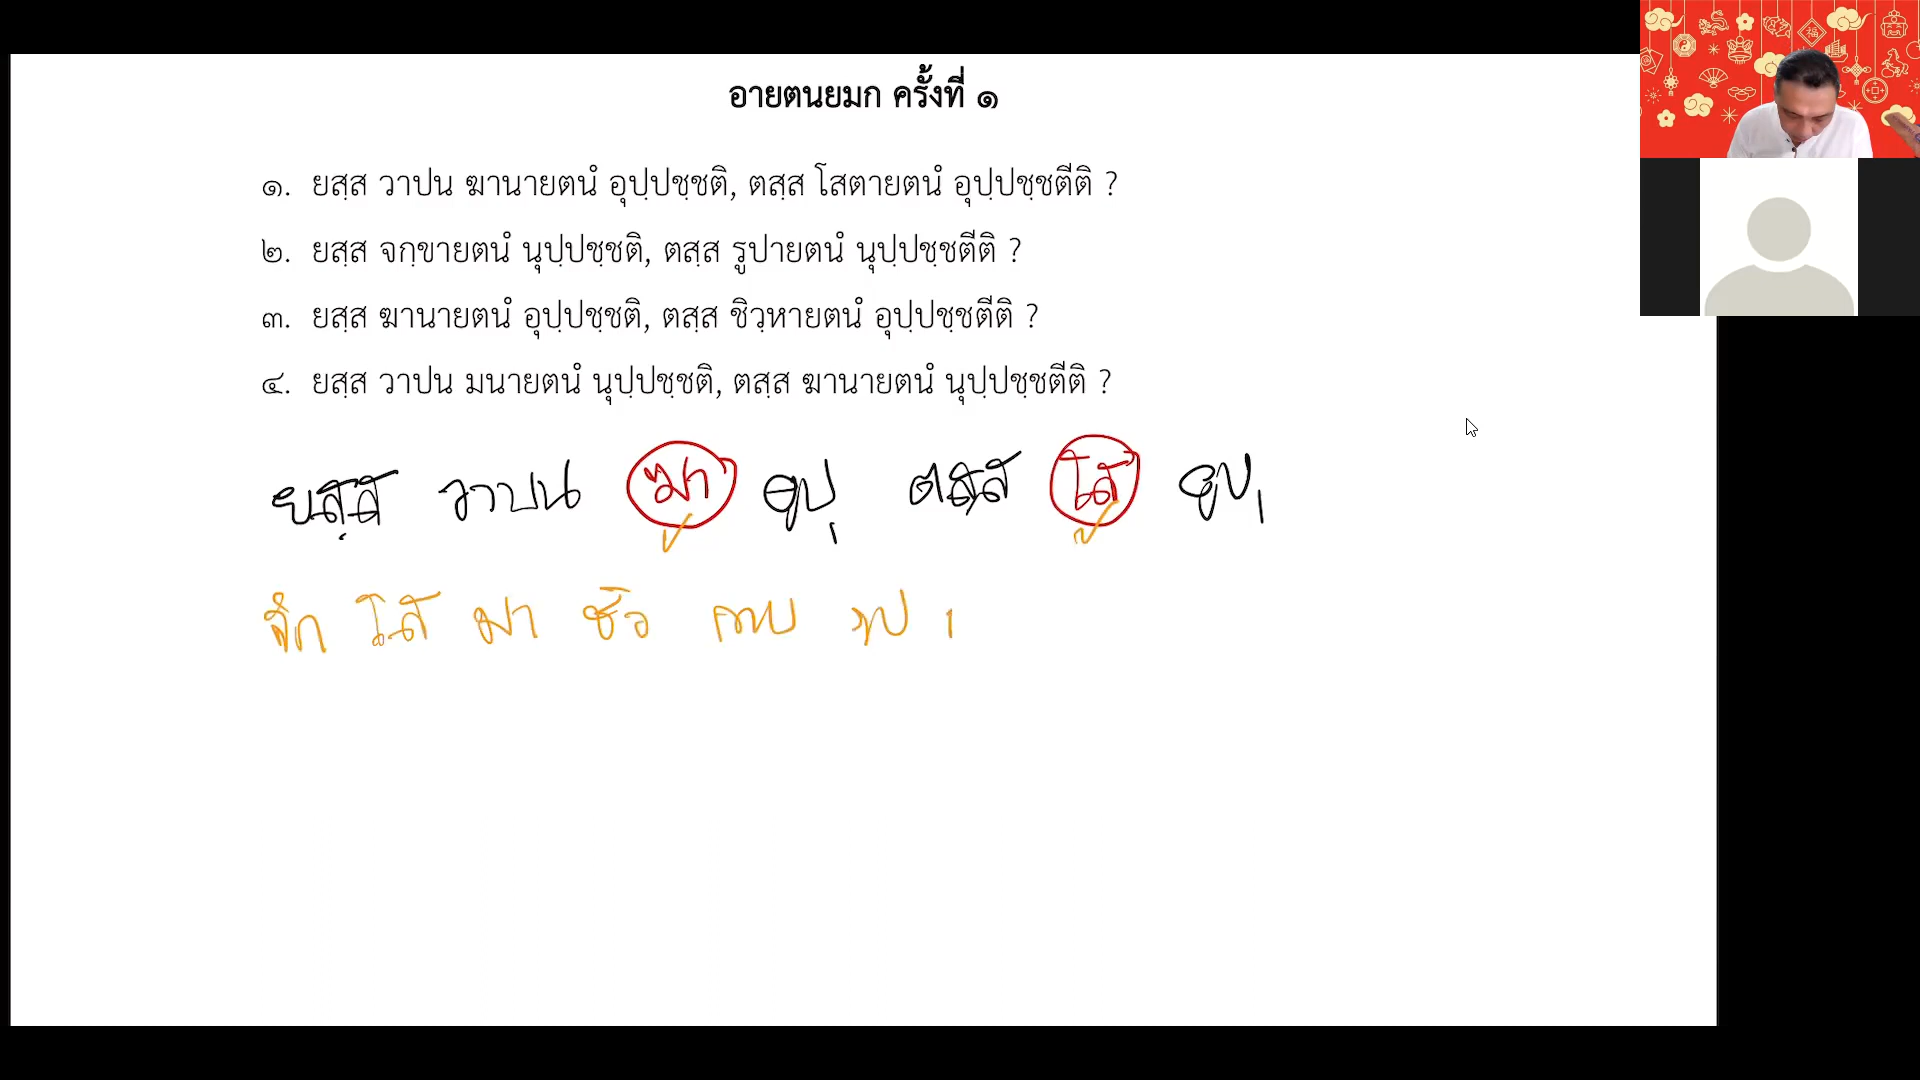 อายตนยมก ครั้งที่ ๑
๑. ยสฺส วาปน ฆานายตนํ อุปฺปชฺชติ, ตสฺส โสตายตนํ อุปฺปชฺชตีติ ?
๒. ยสฺส จกฺขายตนํ นุปฺปชฺชติ, ตสฺส รูปายตนํ นุปฺปชฺชตีติ ?
๓. ยสฺส ฆานายตนํ อุปฺปชฺชติ, ตสฺส ชิวฺหายตนํ อุปฺปชฺชตีติ ?
๔. ยสฺส วาปน มนายตนํ นุปฺปชฺชติ, ตสฺส ฆานายตนํ นุปฺปชฺชตีติ ?
ยสฺส วาปน ฆา อุป ตสฺส โส อุป
จัก โส ฆา ชิว กาย รูป